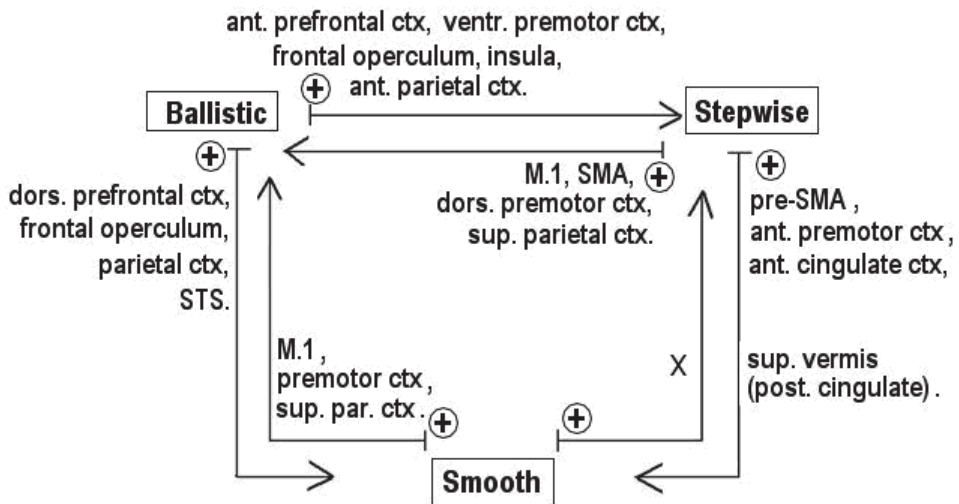 ant. prefrontal ctx, ventr. premotor ctx,
frontal operculum, insula,
ant. parietal ctx.
Ballistic
Stepwise
dors. prefrontal ctx,
frontal operculum,
parietal ctx,
STS.
M.1, SMA,
dors. premotor ctx,
sup. parietal ctx.
pre-SMA ,
ant. premotor ctx ,
ant. cingulate ctx,
M.1 ,
premotor ctx ,
sup. par. ctx .
X
sup. vermis
(post. cingulate) .
Smooth